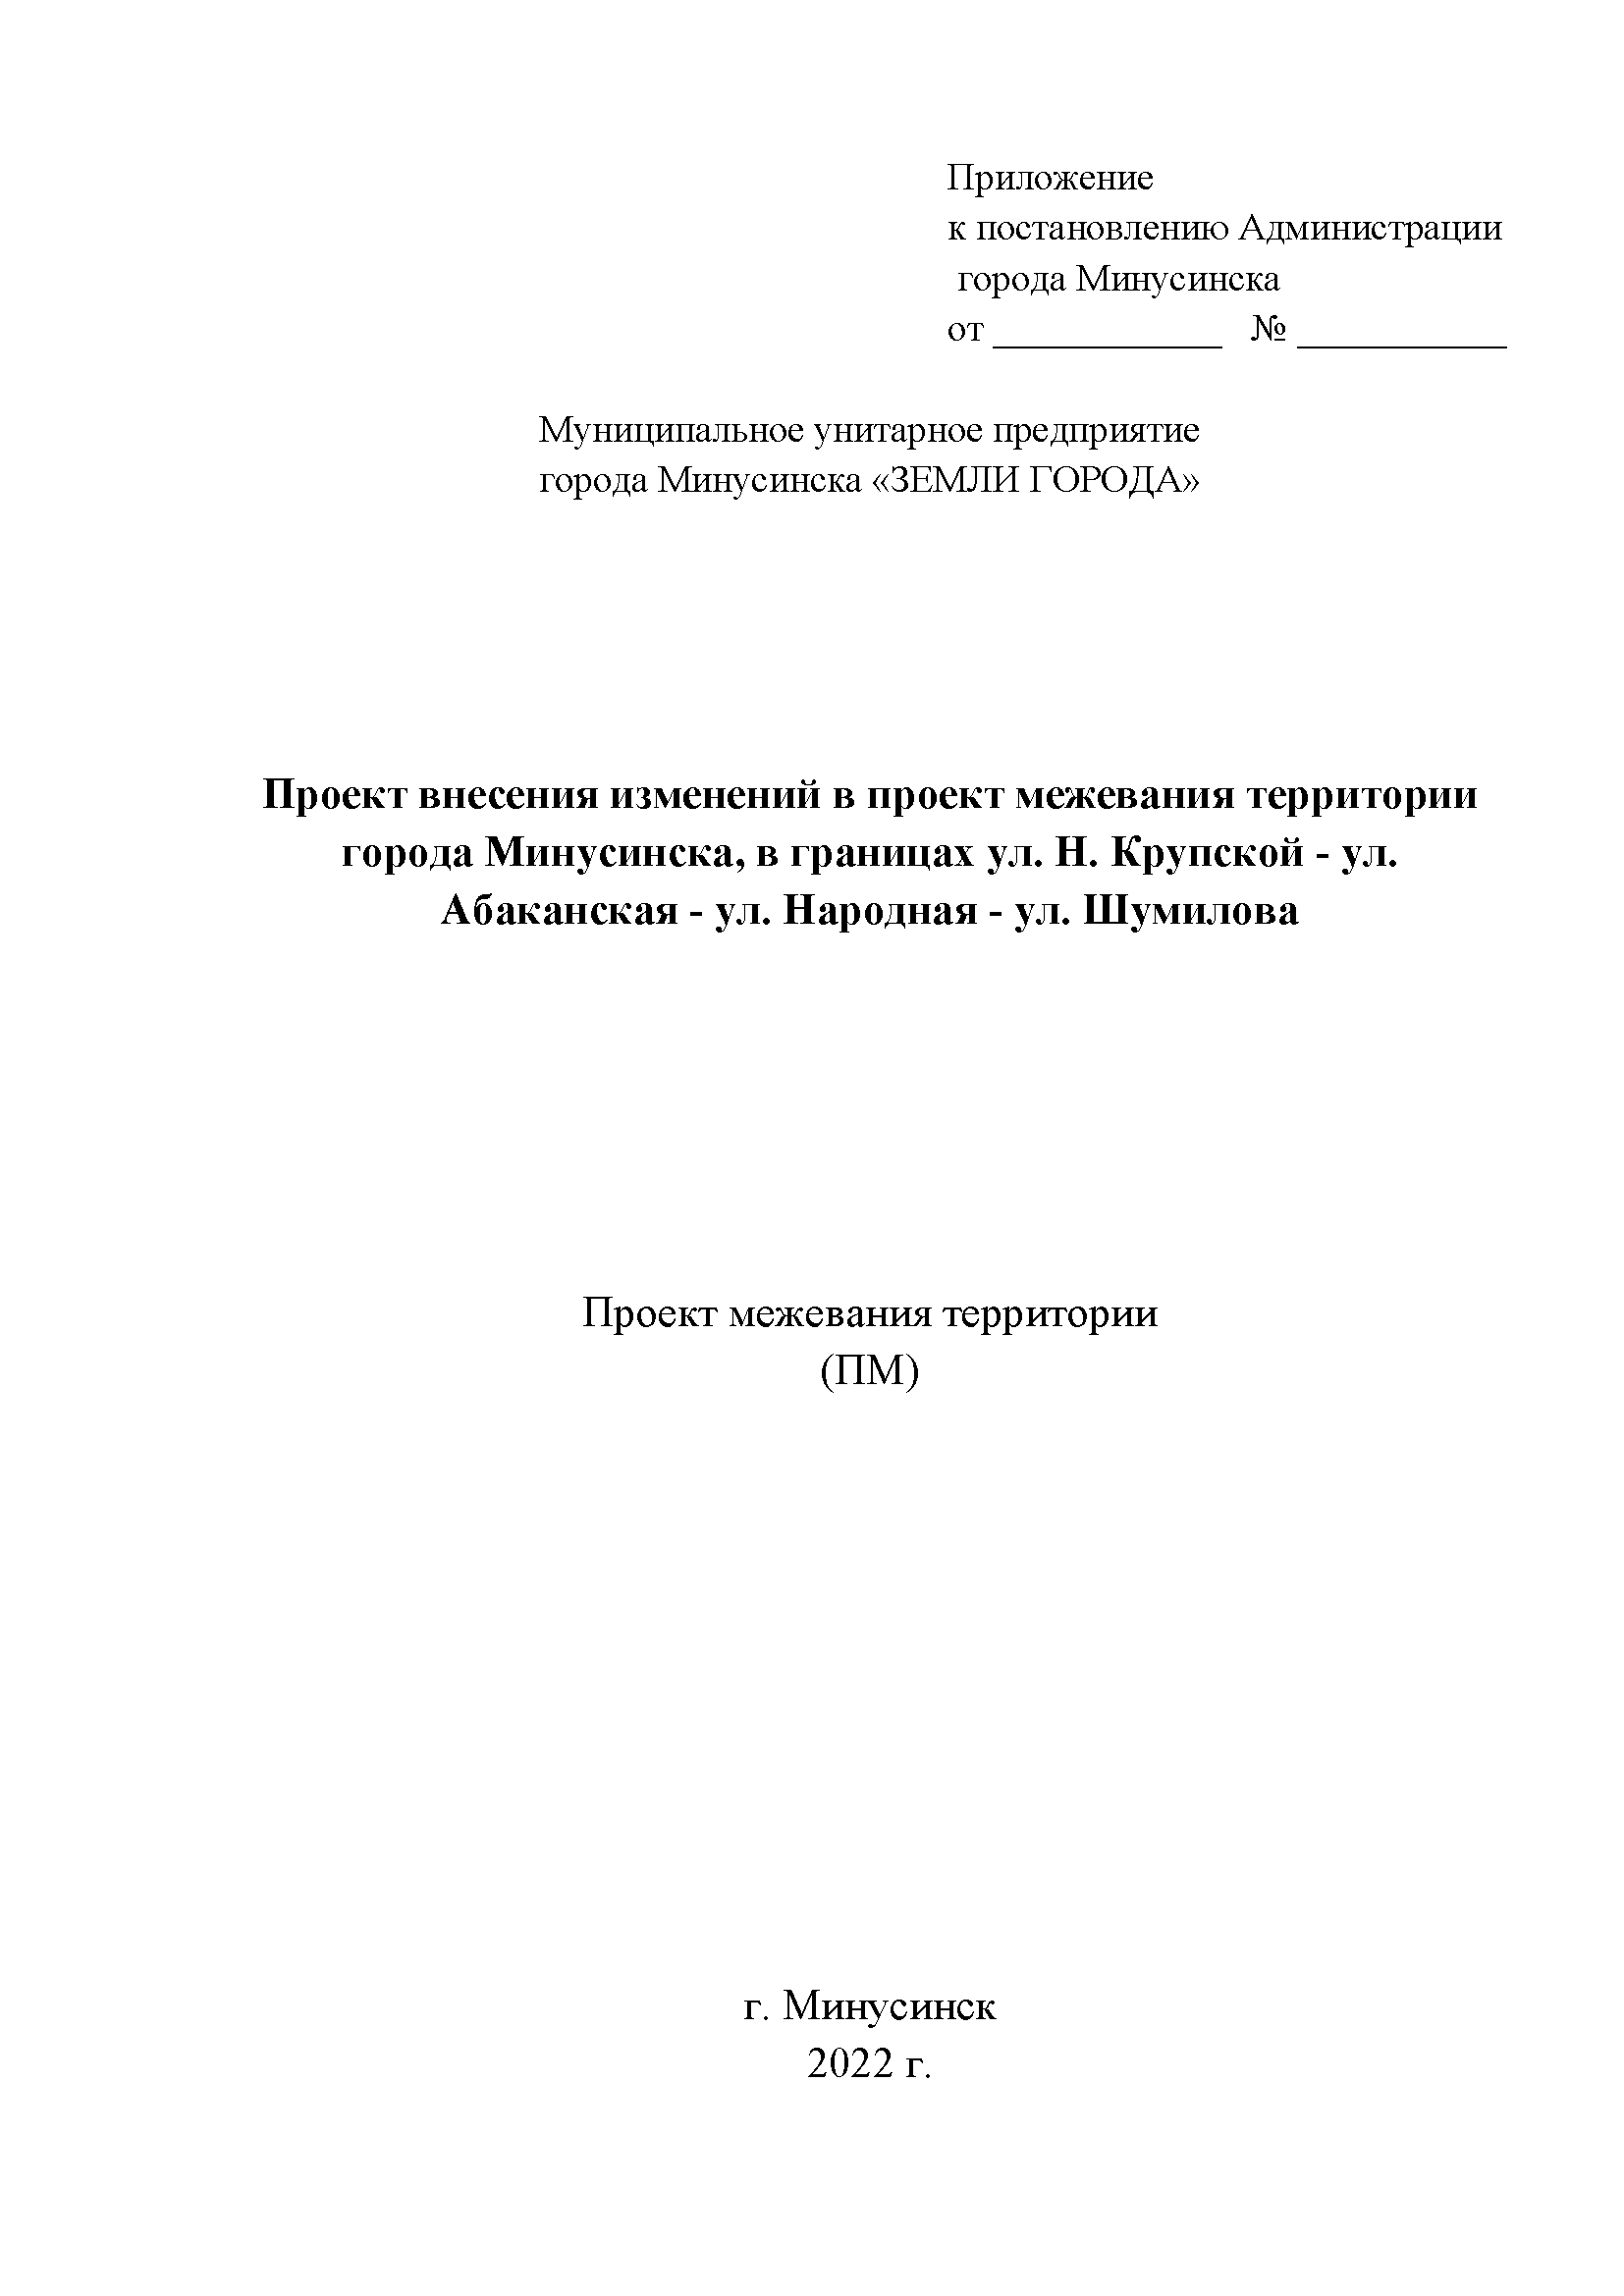 Приложение
к постановлению Администрации
города Минусинска
от ____________ № ___________
Муниципальное унитарное предприятие
города Минусинска «ЗЕМЛИ ГОРОДА»
Проект внесения изменений в проект межевания территории
города Минусинска, в границах ул. Н. Крупской - ул.
Абаканская - ул. Народная - ул. Шумилова
Проект межевания территории
(ПМ)
г. Минусинск
2022 г.